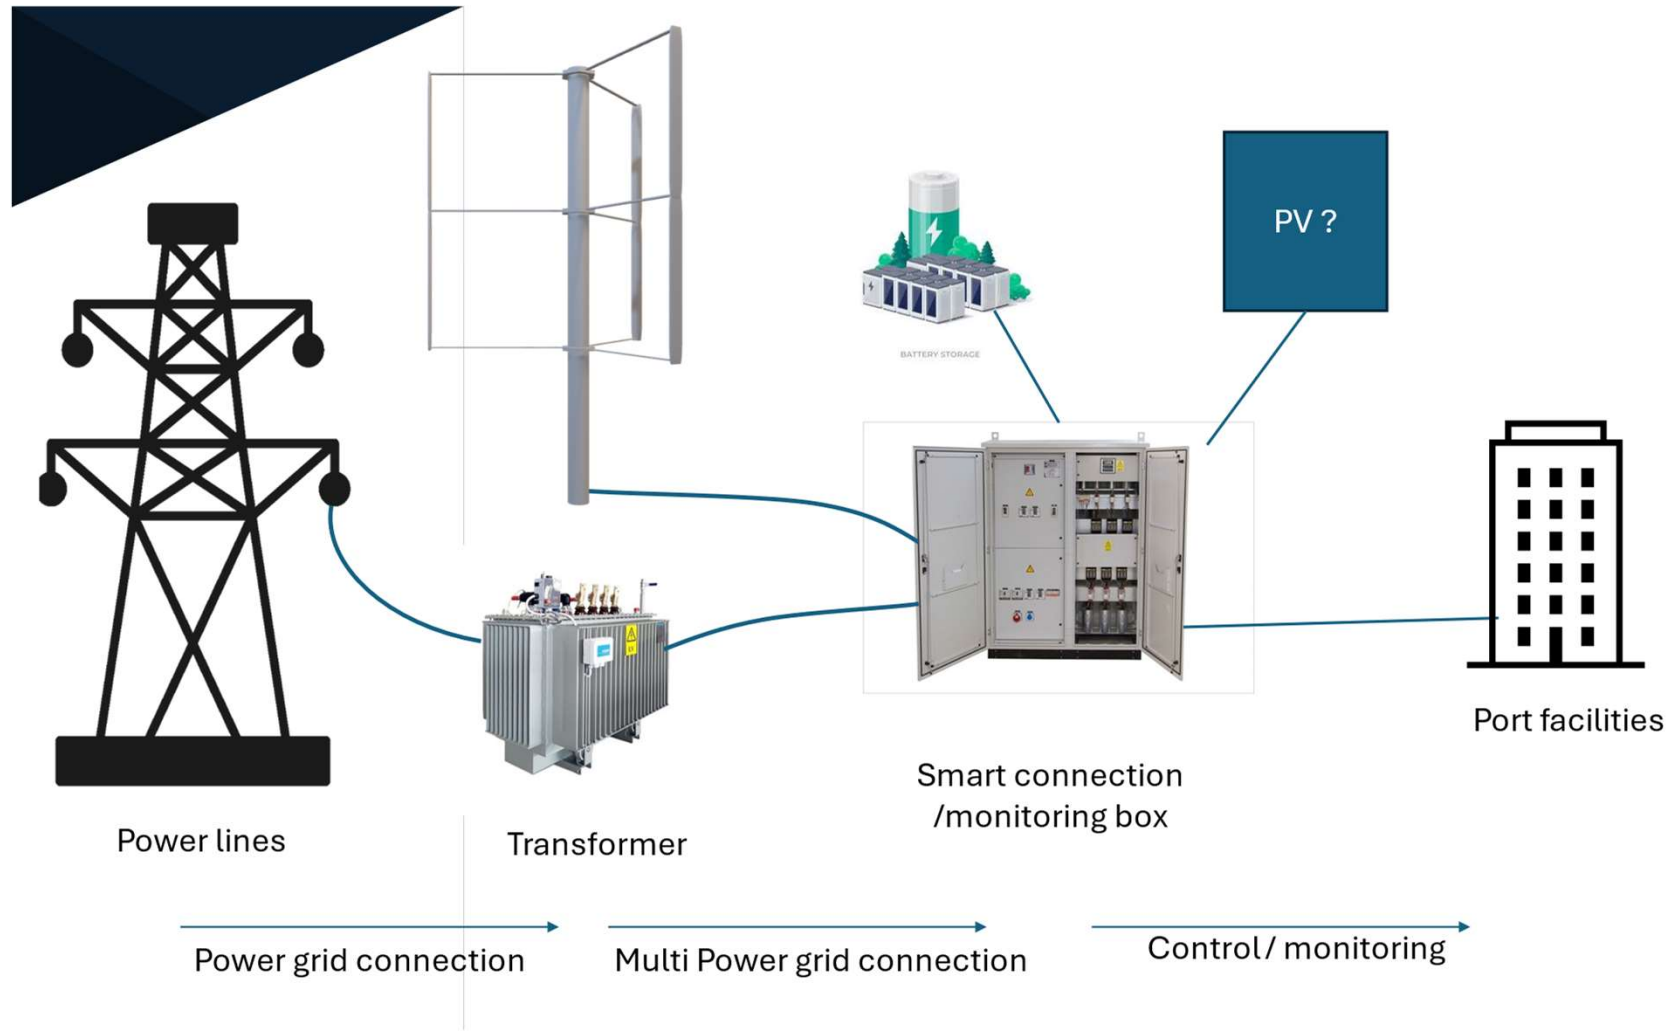 PV ?
BATTERY STORAGE
Port facilities
Smart connection
/monitoring box
Power lines
Transformer
Power grid connection
Multi Power grid connection
Control / monitoring